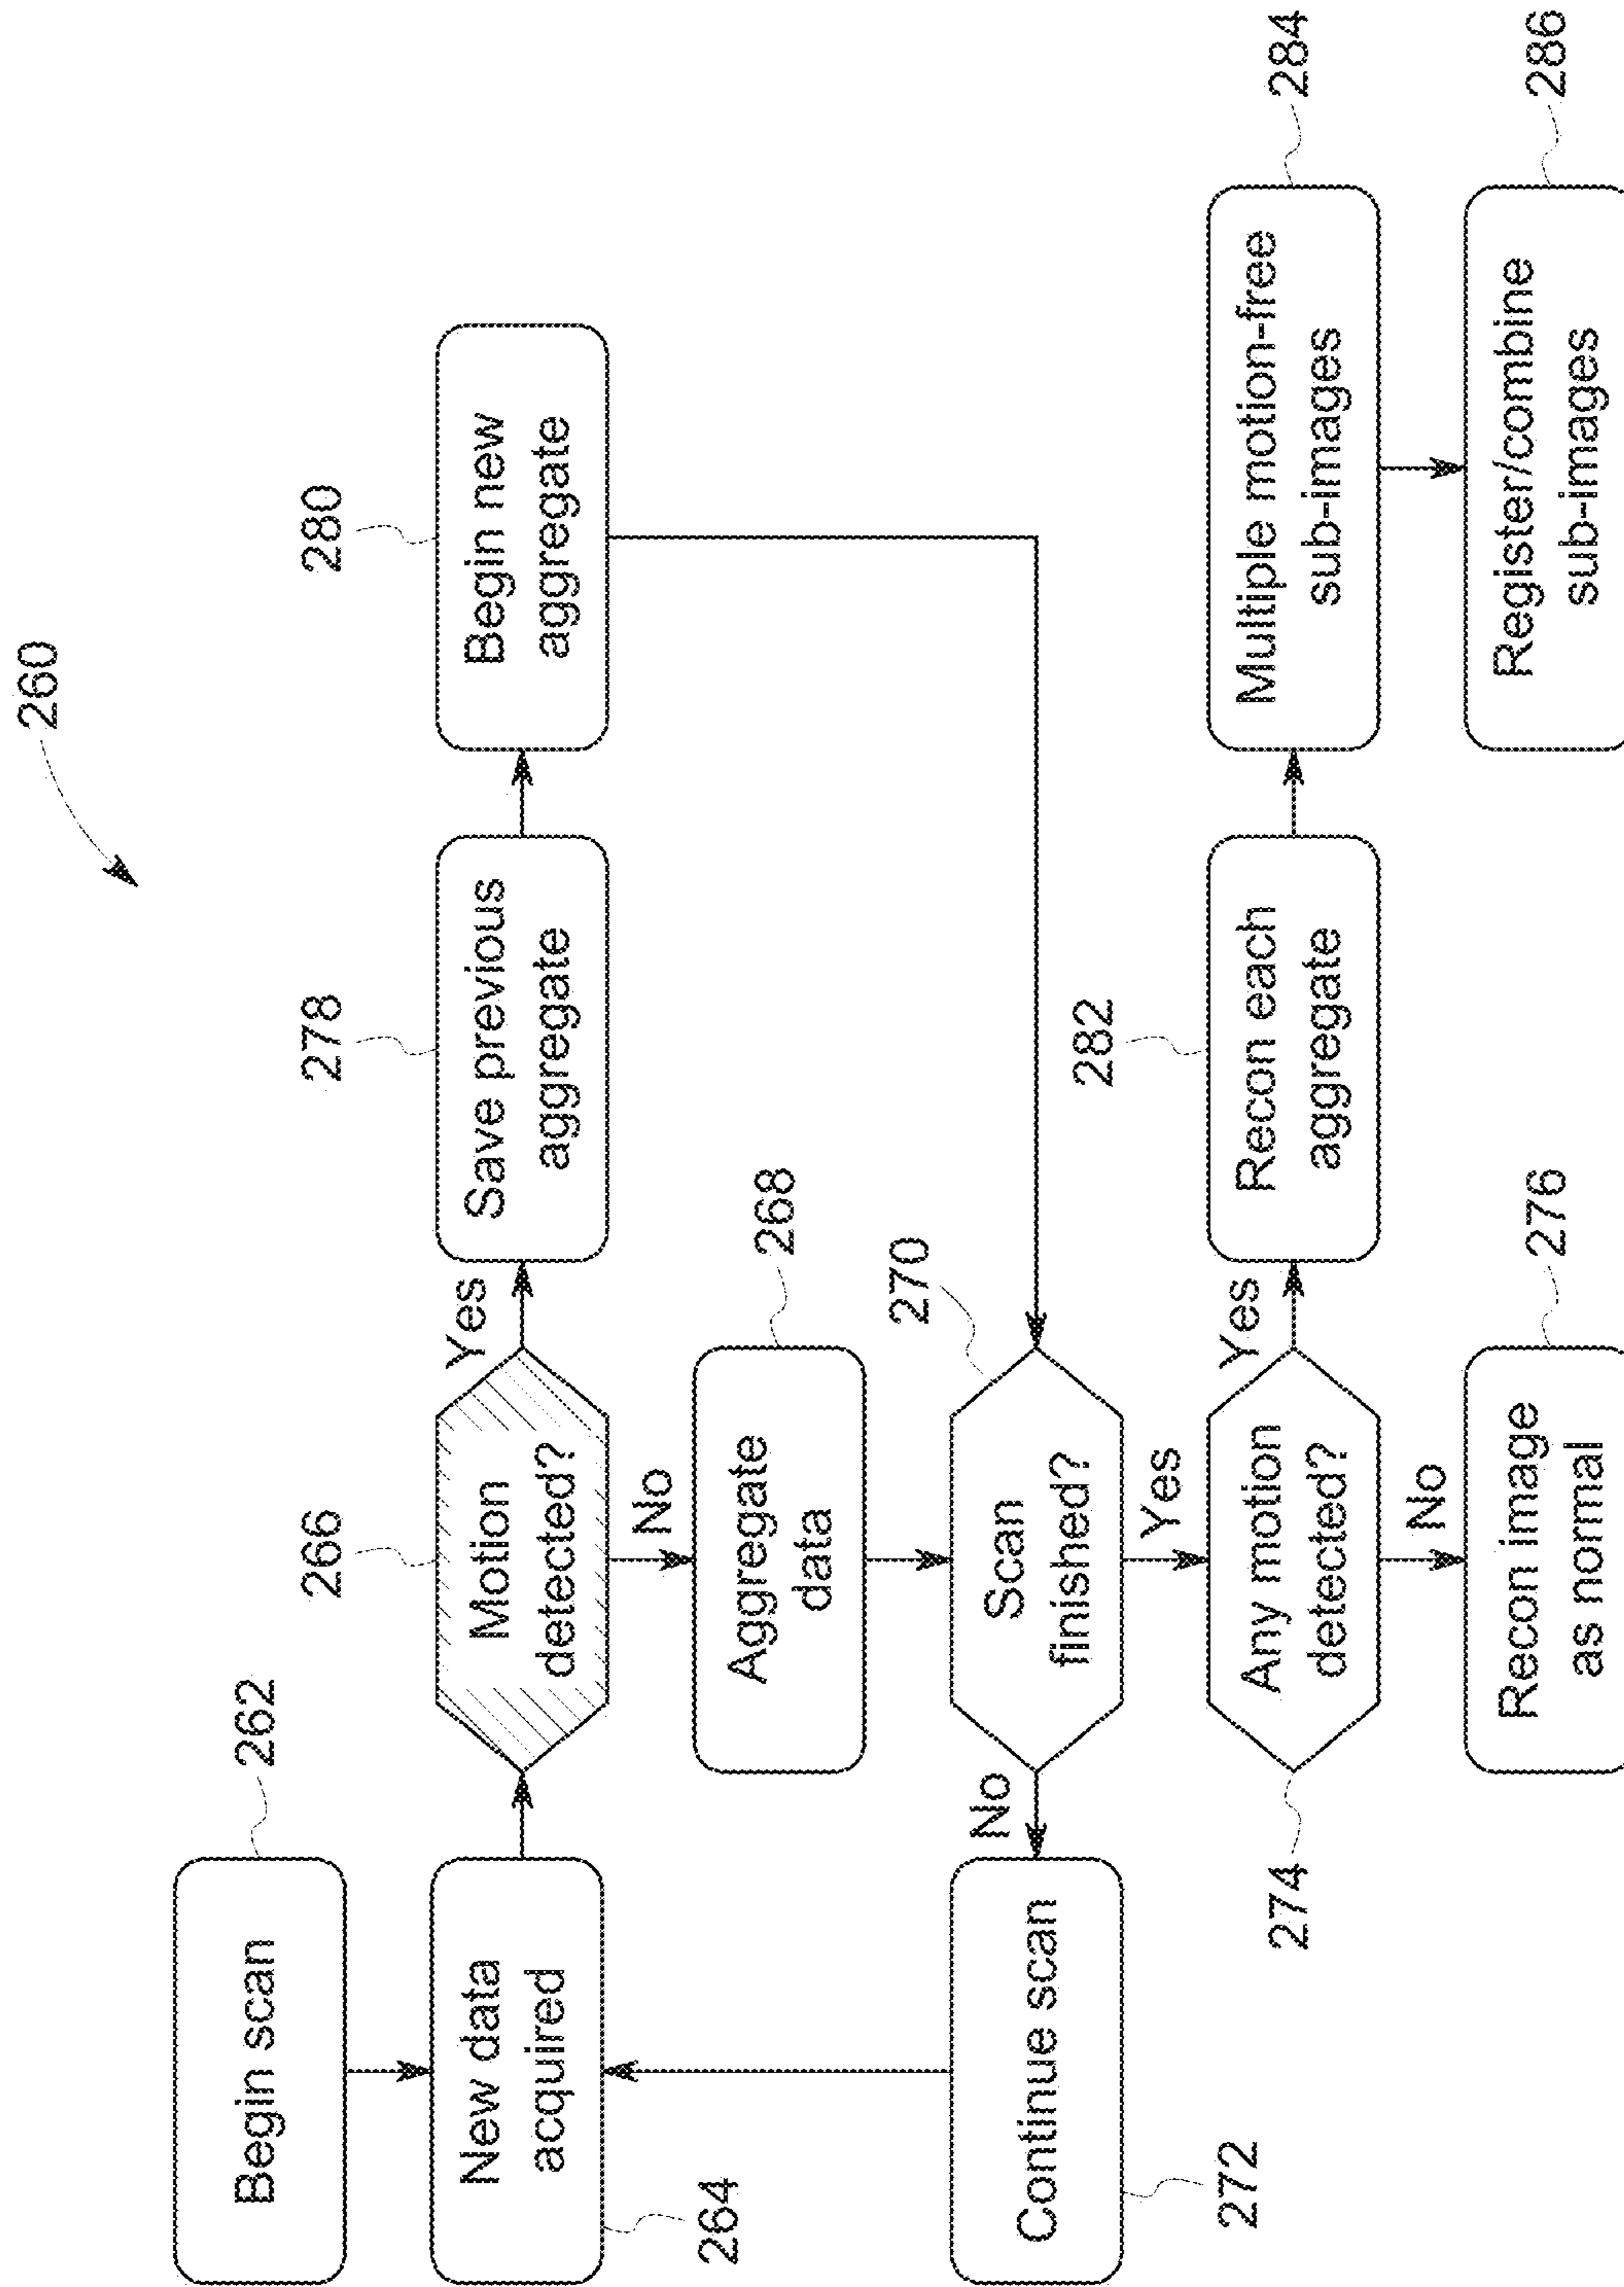 260
Begin scan
262
New data
acquired
264
Motion
detected?
266
Yes
No
Save previous
aggregate
278
Begin new
aggregate
280
Aggregate
data
268
Scan
finished?
270
No
Yes
Continue scan
272
Any motion
detected?
274
Yes
No
Recon image
as normal
276
Recon each
aggregate
282
Multiple motion-free
sub-images
284
Register/combine
sub-images
286